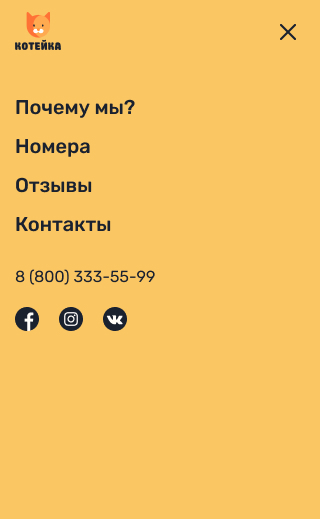 КОТЕЙКА
Почему мы?
Номера
Отзывы
Контакты
8 (800) 333-55-99